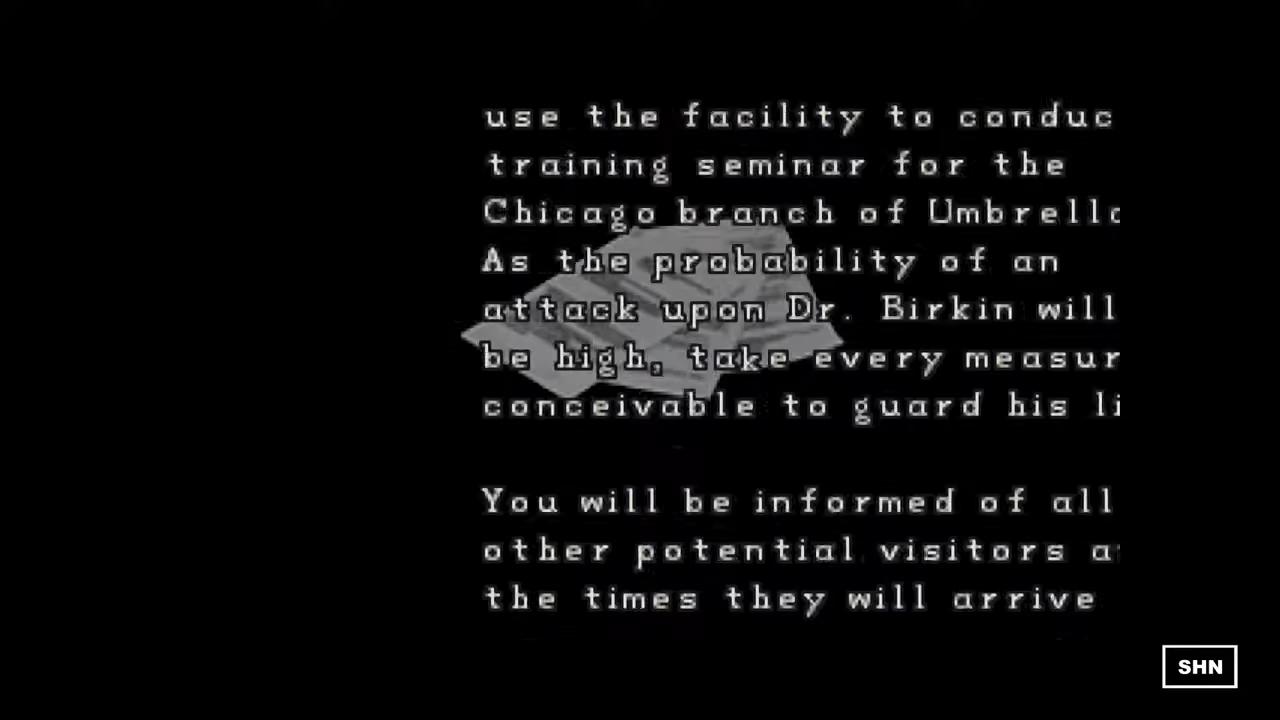 use the facility to conduc
training seminar for the
Chicago branch of Umbrella
As the probability of an
attack upon Dr. Birkin will
be high, take every measur
conceivable to guard his li

You will be informed of all
other potential visitors a
the times they will arrive
SHN